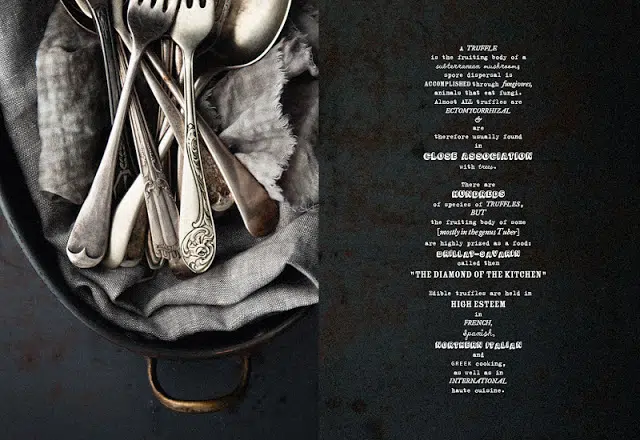 A TRUFFLE
is the fruiting body of a
subterranean mushroom;
spore dispersal is
ACCOMPLISHED through fungivores,
animals that eat fungi.
Almost ALL truffles are
ECTOMYCORRHIZAL
&
are
therefore usually found
in
CLOSE ASSOCIATION
with trees.
There are
HUNDREDS
of species of TRUFFLES,
BUT
the fruiting body of some
[mostly in the genus Tuber]
are highly prized as a food:
BRILLAT-SAVARIN
called them
"THE DIAMOND OF THE KITCHEN"
Edible truffles are held in
HIGH ESTEEM
in
FRENCH,
Spanish,
NORTHERN ITALIAN
and
GREEK cooking,
as well as in
INTERNATIONAL
haute cuisine.